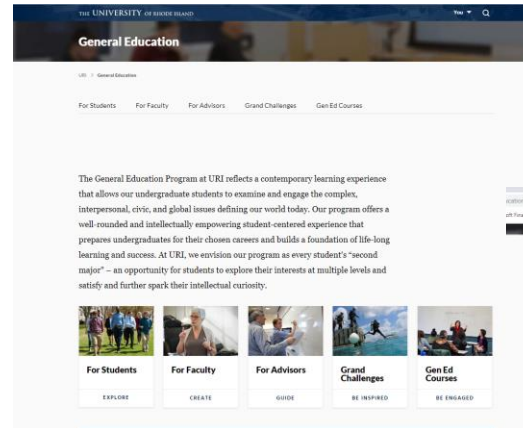 THE UNIVERSITY OF RHODE ISLAND
You
General Education
URI > General Education
For Students For Faculty For Advisors Grand Challenges Gen Ed Courses
The General Education Program at URI reflects a contemporary learning experience
that allows our undergraduate students to examine and engage the complex,
interpersonal, civic, and global issues defining our world today. Our program offers a
well-rounded and intellectually empowering student-centered experience that
prepares undergraduates for their chosen careers and builds a foundation of life-long
learning and success. At URI, we envision our program as every student's "second
major" – an opportunity for students to explore their interests at multiple levels and
satisfy and further spark their intellectual curiosity.
For Students
EXPLORE
For Faculty
CREATE
For Advisors
GUIDE
Grand
Challenges
BE INSPIRED
Gen Ed
Courses
BE ENGAGED